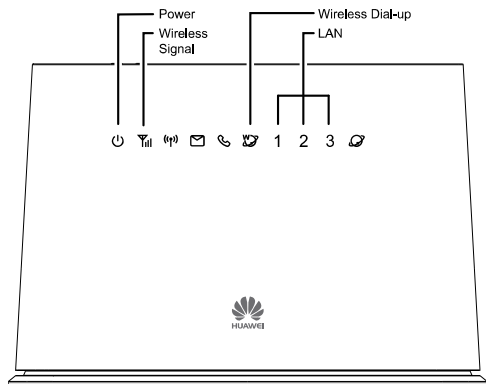 Power
Wireless Dial-up
Wireless
Signal
LAN
1 2 3
HUAWEI